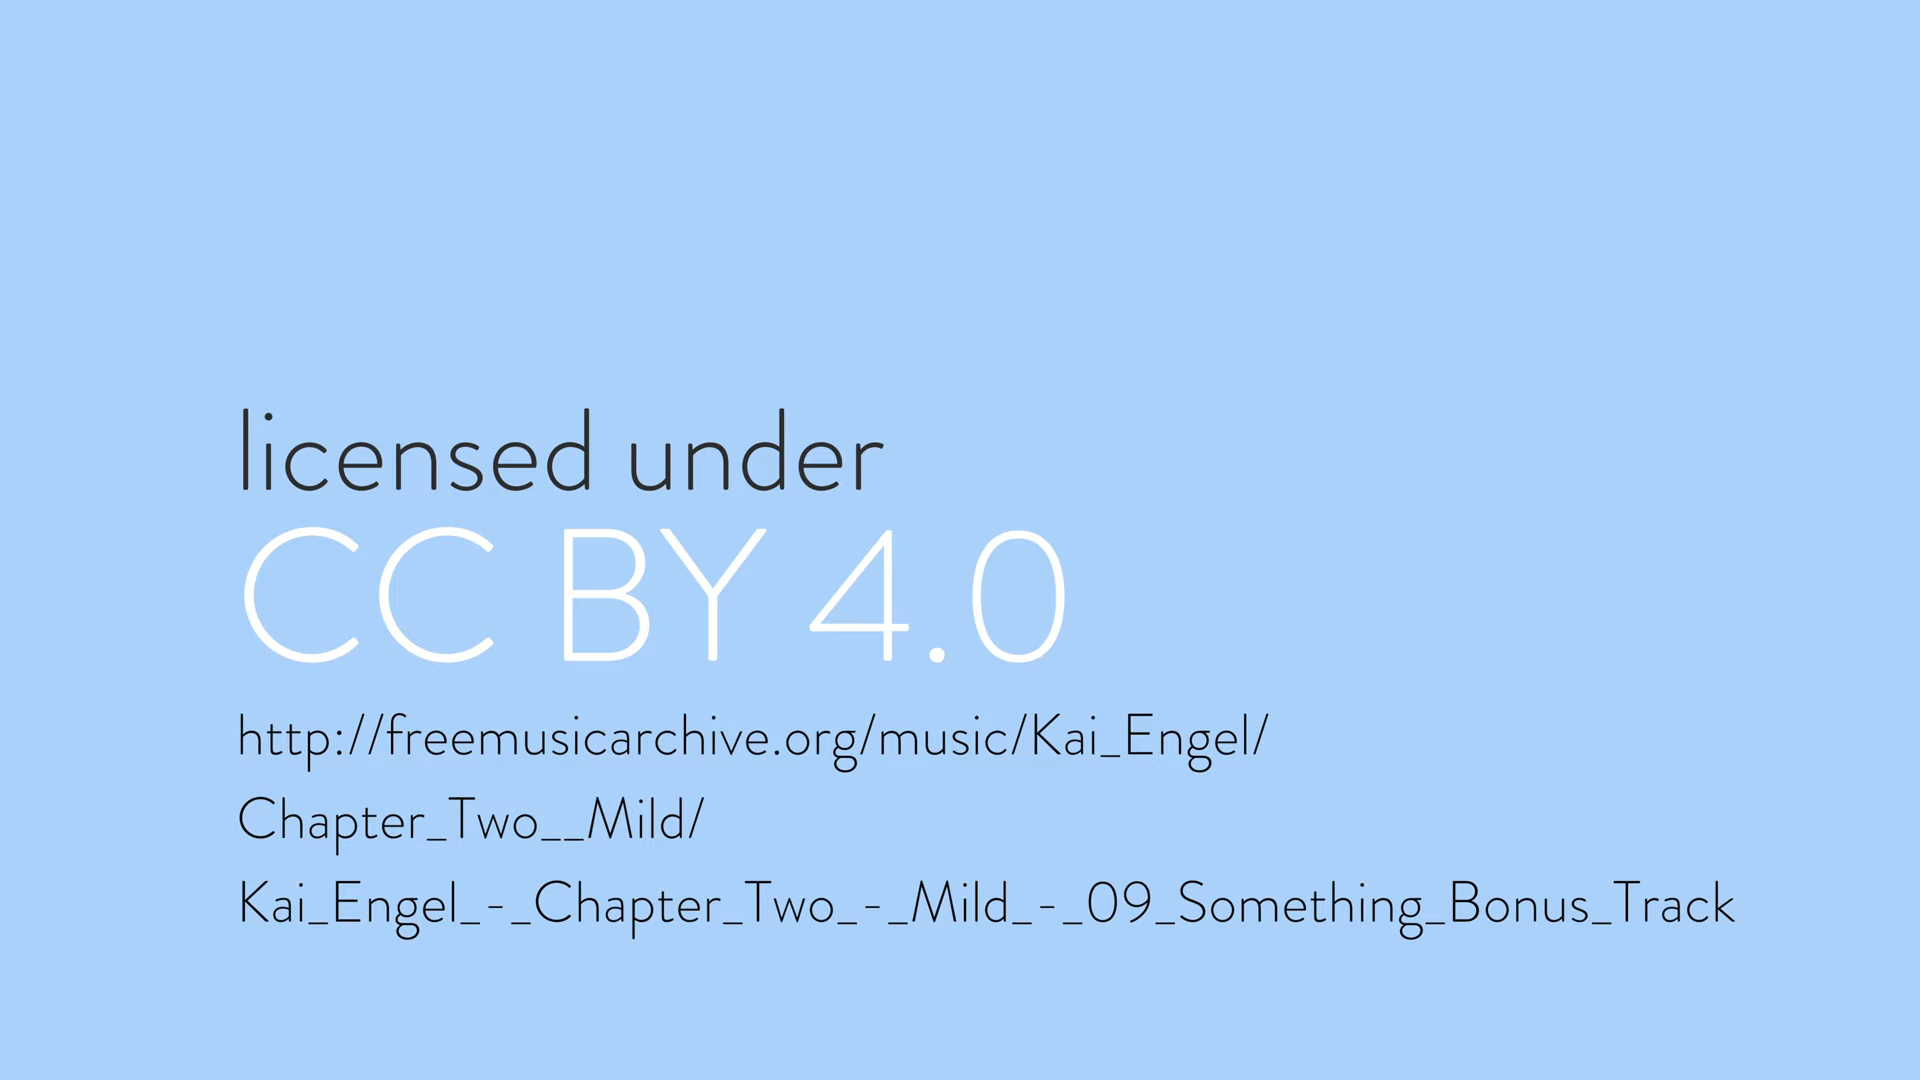 licensed under
CC BY 4.0
http://freemusicarchive.org/music/Kai_Engel/
Chapter_Two__Mild/
Kai_Engel_-_Chapter_Two_-_Mild_-_09_Something_Bonus_Track